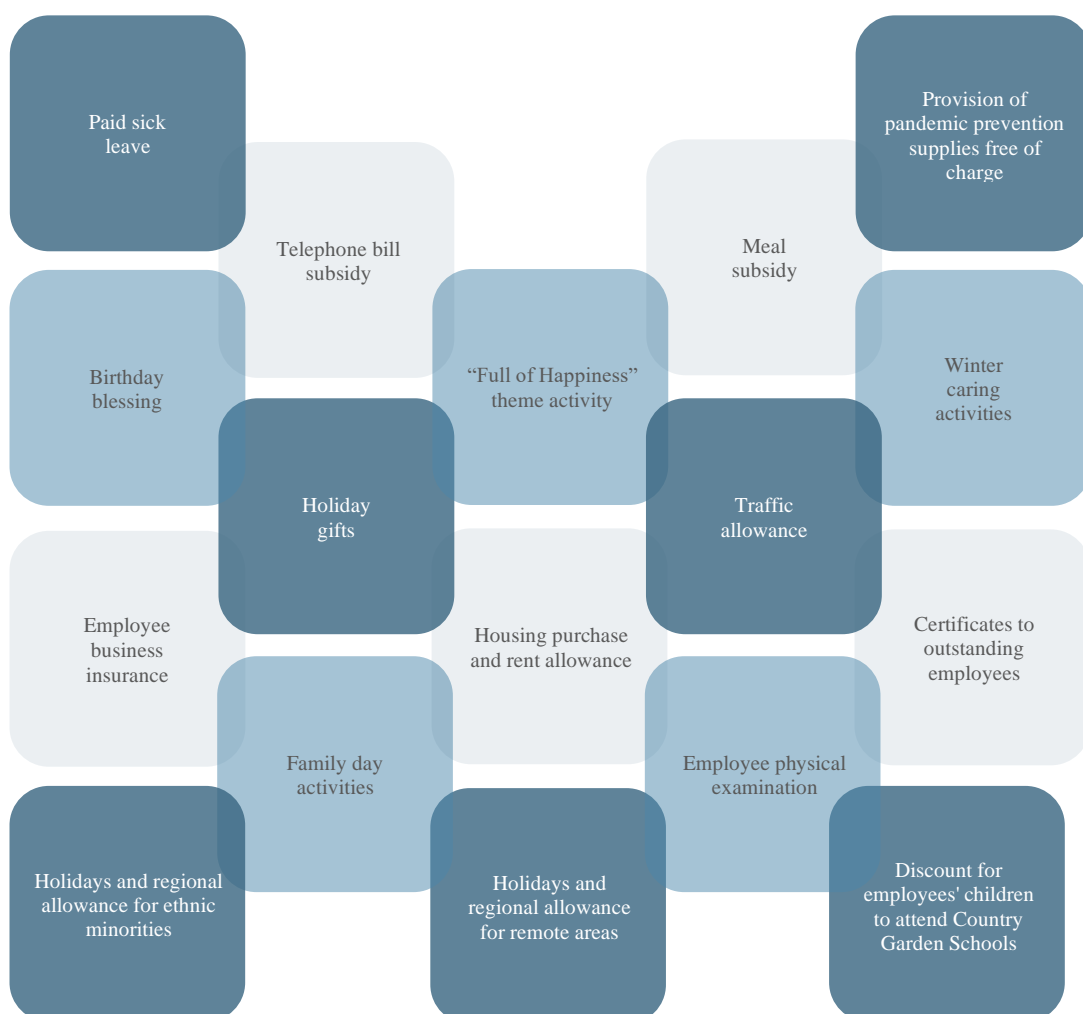 Paid sick
leave
Provision of
pandemic prevention
supplies free of
charge
Telephone bill
subsidy
Meal
subsidy
Birthday
blessing
“Full of Happiness”
theme activity
Winter
caring
activities
Holiday
gifts
Traffic
allowance
Employee
business
insurance
Housing purchase
and rent allowance
Certificates to
outstanding
employees
Family day
activities
Employee physical
examination
Holidays and regional
allowance for ethnic
minorities
Holidays and
regional allowance
for remote areas
Discount for
employees' children
to attend Country
Garden Schools